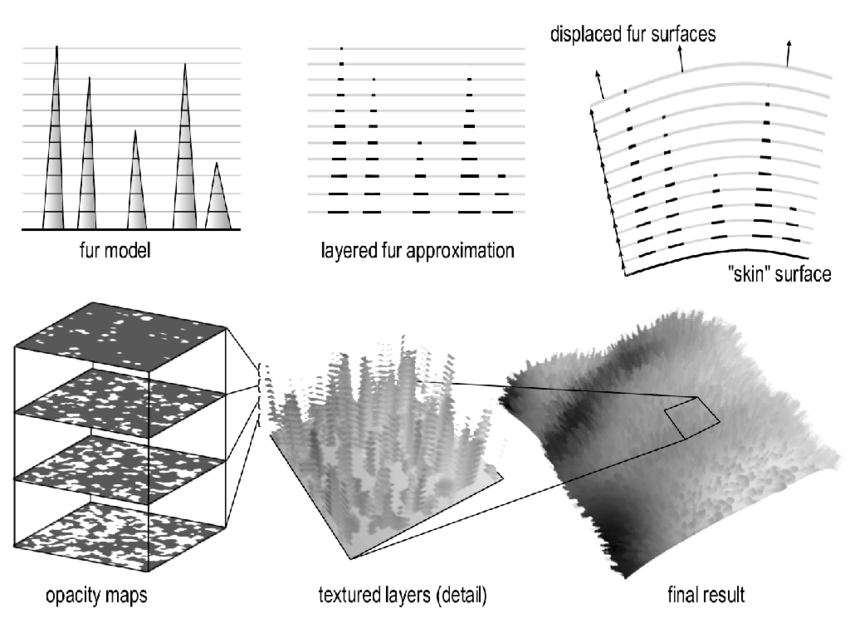 displaced fur surfaces
fur model
layered fur approximation
"skin" surface
opacity maps
textured layers (detail)
final result